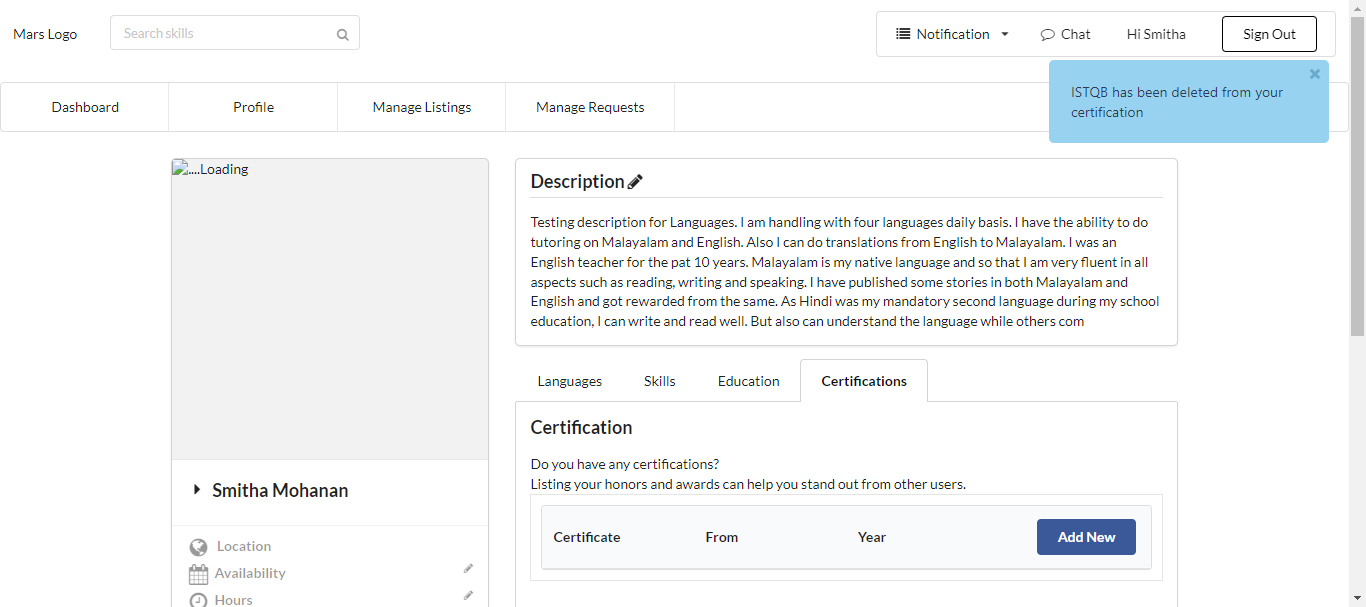 Mars Logo
Search skills
Notification
Chat
Hi Smitha
Sign Out
ISTQB has been deleted from your
certification
Dashboard
Profile
Manage Listings
Manage Requests
....Loading
Description
Testing description for Languages. I am handling with four languages daily basis. I have the ability to do
tutoring on Malayalam and English. Also I can do translations from English to Malayalam. I was an
English teacher for the pat 10 years. Malayalam is my native language and so that I am very fluent in all
aspects such as reading, writing and speaking. I have published some stories in both Malayalam and
English and got rewarded from the same. As Hindi was my mandatory second language during my school
education, I can write and read well. But also can understand the language while others com
Languages
Skills
Education
Certifications
Certification
Do you have any certifications?
Listing your honors and awards can help you stand out from other users.
Certificate
From
Year
Add New
Smitha Mohanan
Location
Availability
Hours